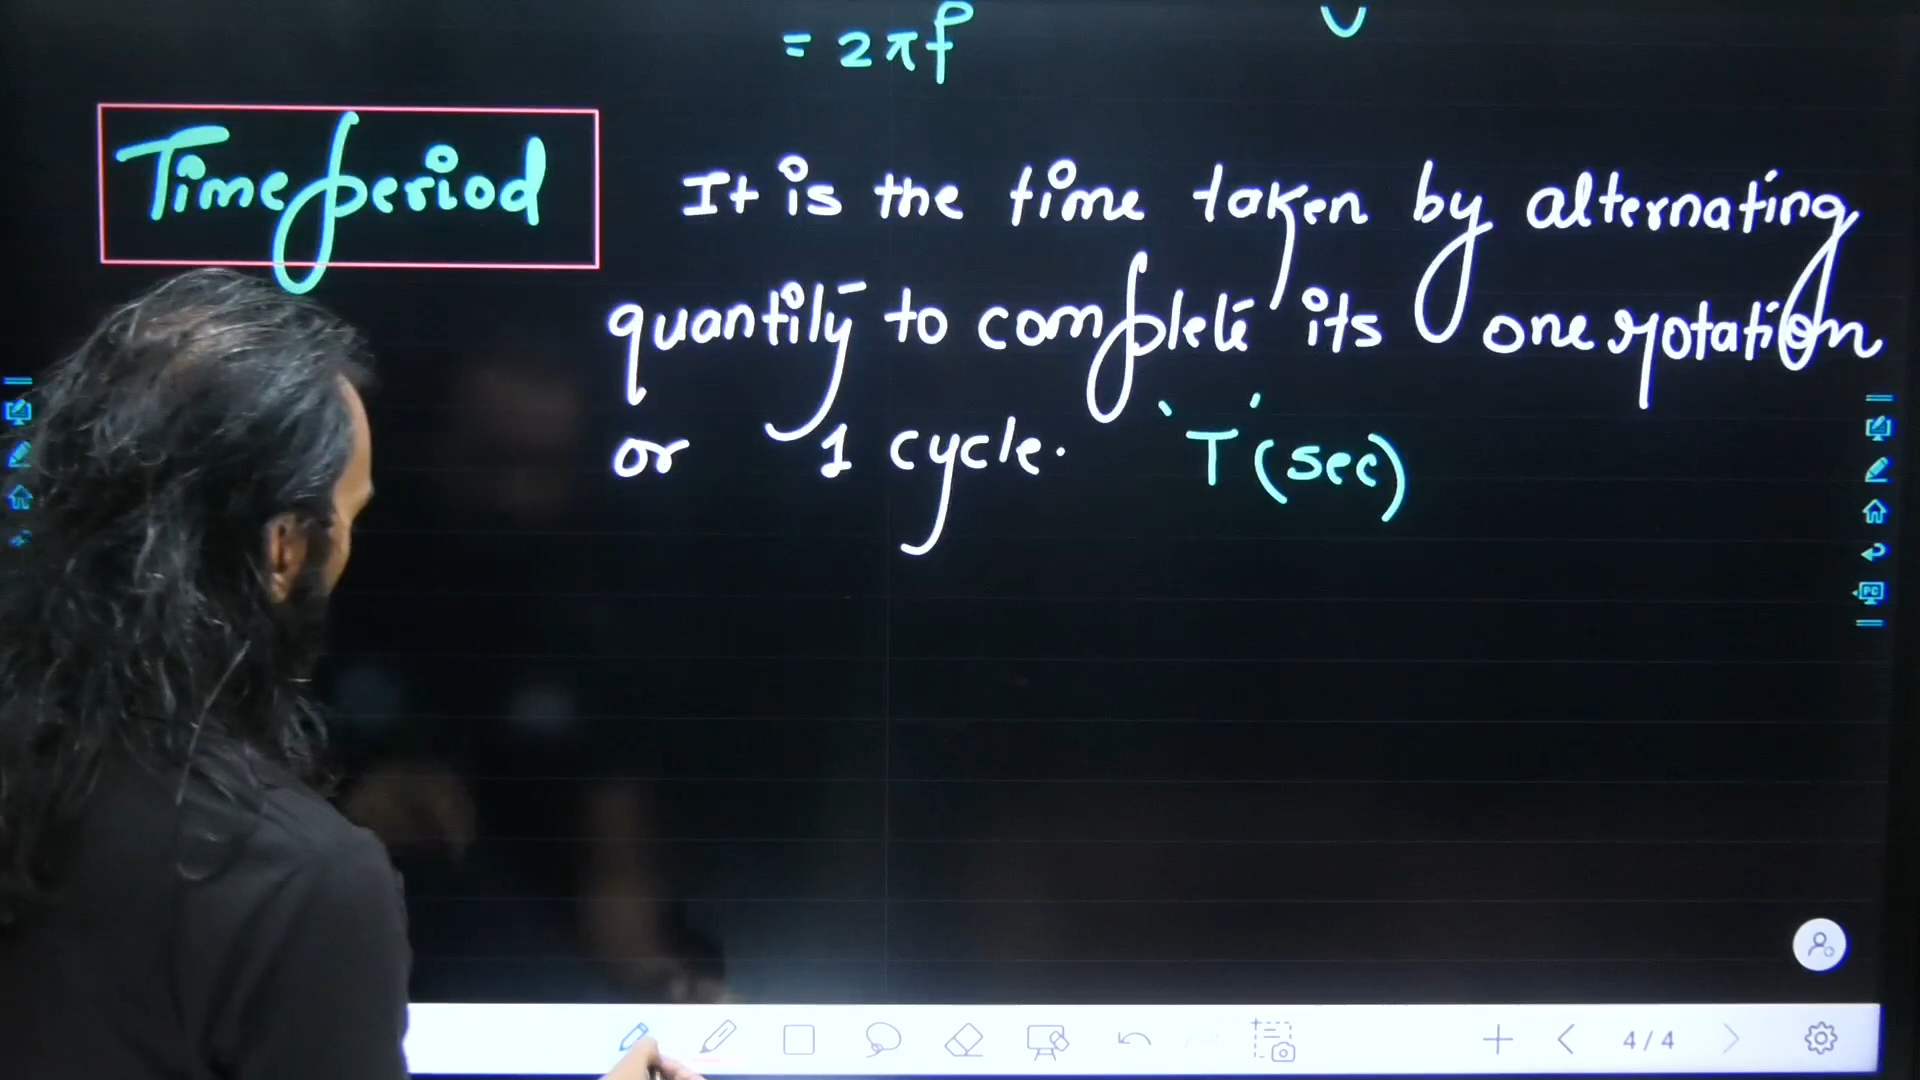 = 2πf
Time period
It is the time taken by alternating
quantity to complete its one rotation
or 1 cycle. 'T' (sec)
PC
4/4